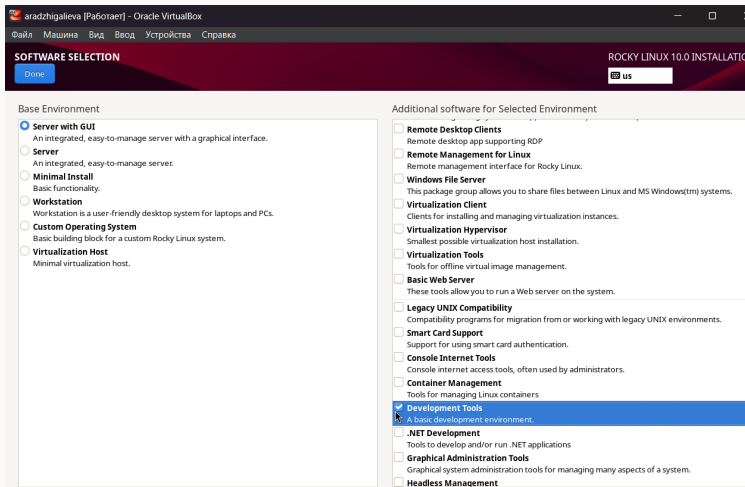 aradzhigalieva [Работает] - Oracle VirtualBox
Файл Машина Вид Ввод Устройства Справка
SOFTWARE SELECTION
ROCKY LINUX 10.0 INSTALLATIO
Done
us
Base Environment
Server with GUI
An integrated, easy-to-manage server with a graphical interface.
Server
An integrated, easy-to-manage server.
Minimal Install
Basic functionality.
Workstation
Workstation is a user-friendly desktop system for laptops and PCs.
Custom Operating System
Basic building block for a custom Rocky Linux system.
Virtualization Host
Minimal virtualization host.
Additional software for Selected Environment
Remote Desktop Clients
Remote desktop app supporting RDP
Remote Management for Linux
Remote management interface for Rocky Linux.
Windows File Server
This package group allows you to share files between Linux and MS Windows(tm) systems.
Virtualization Client
Clients for installing and managing virtualization instances.
Virtualization Hypervisor
Smallest possible virtualization host installation.
Virtualization Tools
Tools for offline virtual image management.
Basic Web Server
These tools allow you to run a Web server on the system.
Legacy UNIX Compatibility
Compatibility programs for migration from or working with legacy UNIX environments.
Smart Card Support
Support for using smart card authentication.
Console Internet Tools
Console internet access tools, often used by administrators.
Container Management
Tools for managing Linux containers
Development Tools
A basic development environment.
.NET Development
Tools to develop and/or run .NET applications
Graphical Administration Tools
Graphical system administration tools for managing many aspects of a system.
Headless Management